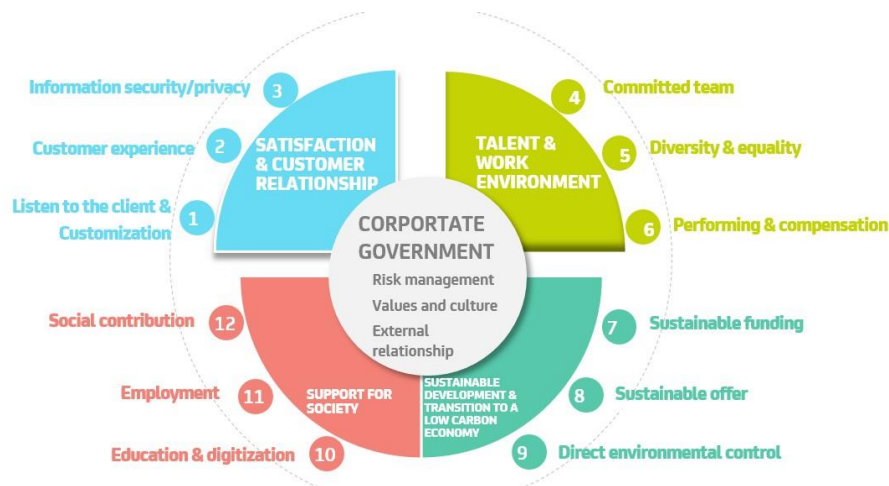 Information security/privacy
3
Customer experience
2
Listen to the client &
Customization
1
SATISFACTION
& CUSTOMER
RELATIONSHIP
4
Committed team
5
Diversity & equality
6
Performing & compensation
TALENT &
WORK
ENVIRONMENT
CORPORTATE
GOVERNMENT
Risk management
Values and culture
External
relationship
Social contribution
12
Employment
11
Education & digitization
10
SUPPORT FOR
SOCIETY
SUSTAINABLE
DEVELOPMENT &
TRANSITION TO A
LOW CARBON
ECONOMY
7
Sustainable funding
8
Sustainable offer
9
Direct environmental control